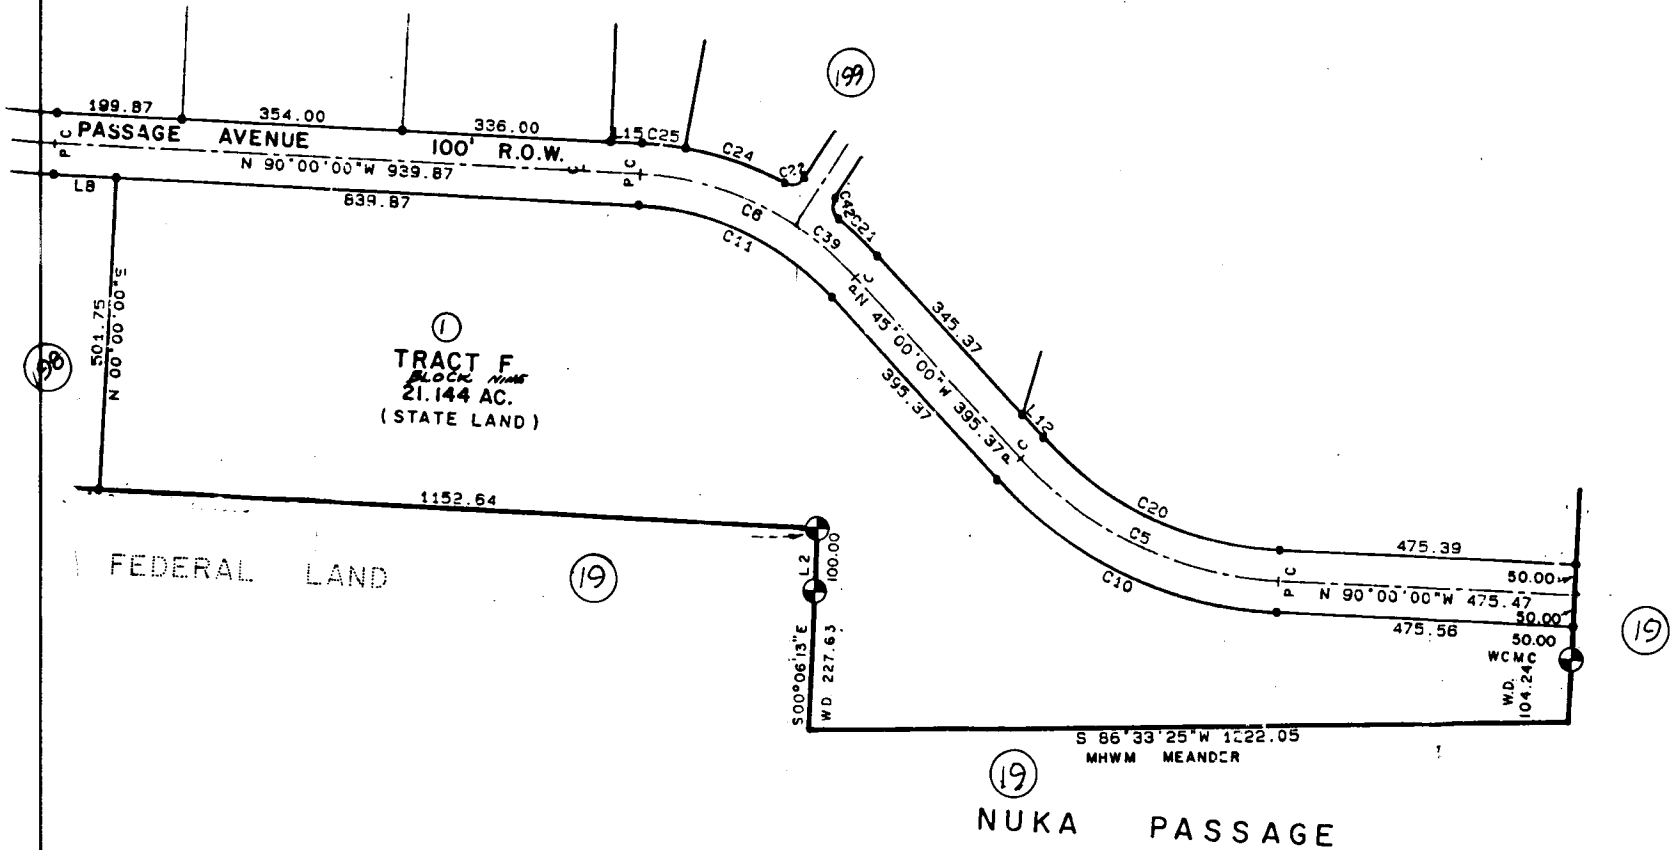 199
199.87
354.00
336.00
L15 C25
C24
C22
PASSAGE AVENUE
100' R.O.W.
P C
N 90°00'00"W 939.87
P C
L8
839.87
C6
C11
C39
C42
C21
P C
N 45°00'00"W 395.37
P C
345.37
395.37
L12
501.75
N 00°00'00"E
1
TRACT F
BLOCK NINE
21.144 AC.
(STATE LAND)
198
1152.64
FEDERAL LAND
19
L2
100.00
S00°06'13"E
W.D. 227.63
C20
C5
C10
475.39
50.00
P C
N 90°00'00"W 475.47
50.00
475.56
50.00
WCMC
W.D.
104.24
19
S 86°33'25"W 1222.05
MHWM MEANDER
19
NUKA PASSAGE